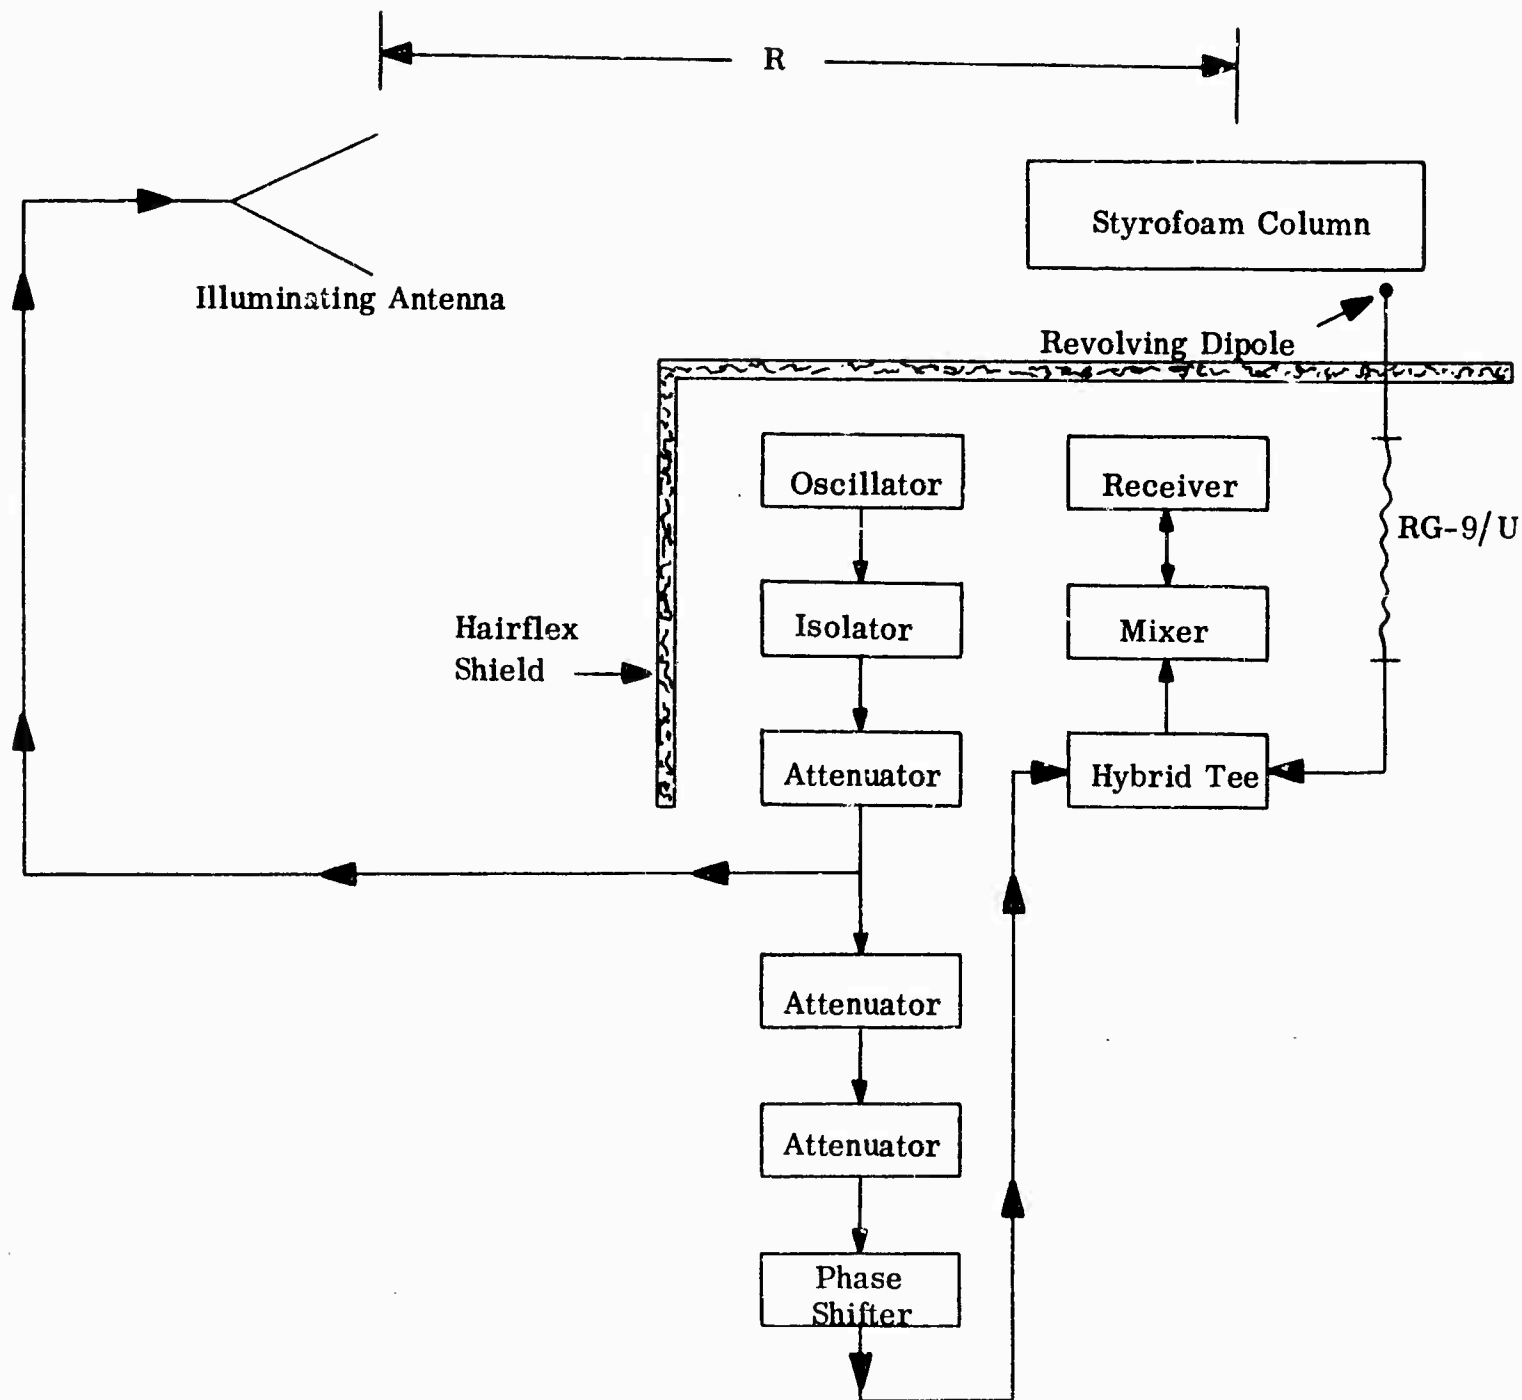 R
Styrofoam Column
Illuminating Antenna
Revolving Dipole
Oscillator
Receiver
RG-9/U
Isolator
Mixer
Hairflex
Shield
Attenuator
Hybrid Tee
Attenuator
Attenuator
Phase
Shifter